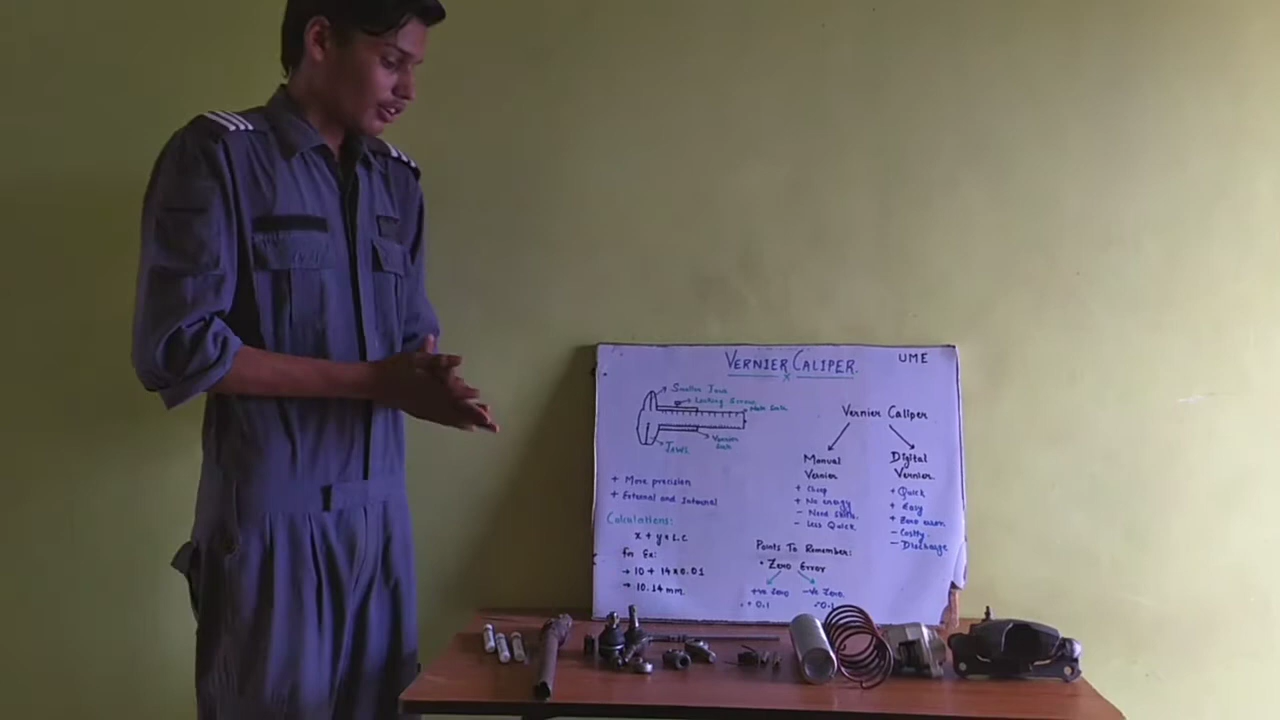 VERNIER CALIPER.
UME
Smaller Jaws
Locking Screw
Main Scale
Vernier
Scale
JAWS
+ More precision
+ External and Internal
Calculations:
x + y × L.C
for Ex:
→ 10 + 14 × 0.01
→ 10.14 mm.
Vernier Caliper
Manual
Vernier
+ Cheap
+ No energy
- Need Skills.
- Less Quick
Digital
Vernier.
+ Quick
+ Easy
+ Zero error.
- Costly.
- Discharge
Points To Remember:
• Zero Error
+ve Zero
+ 0.1
-ve Zero.
-0.1